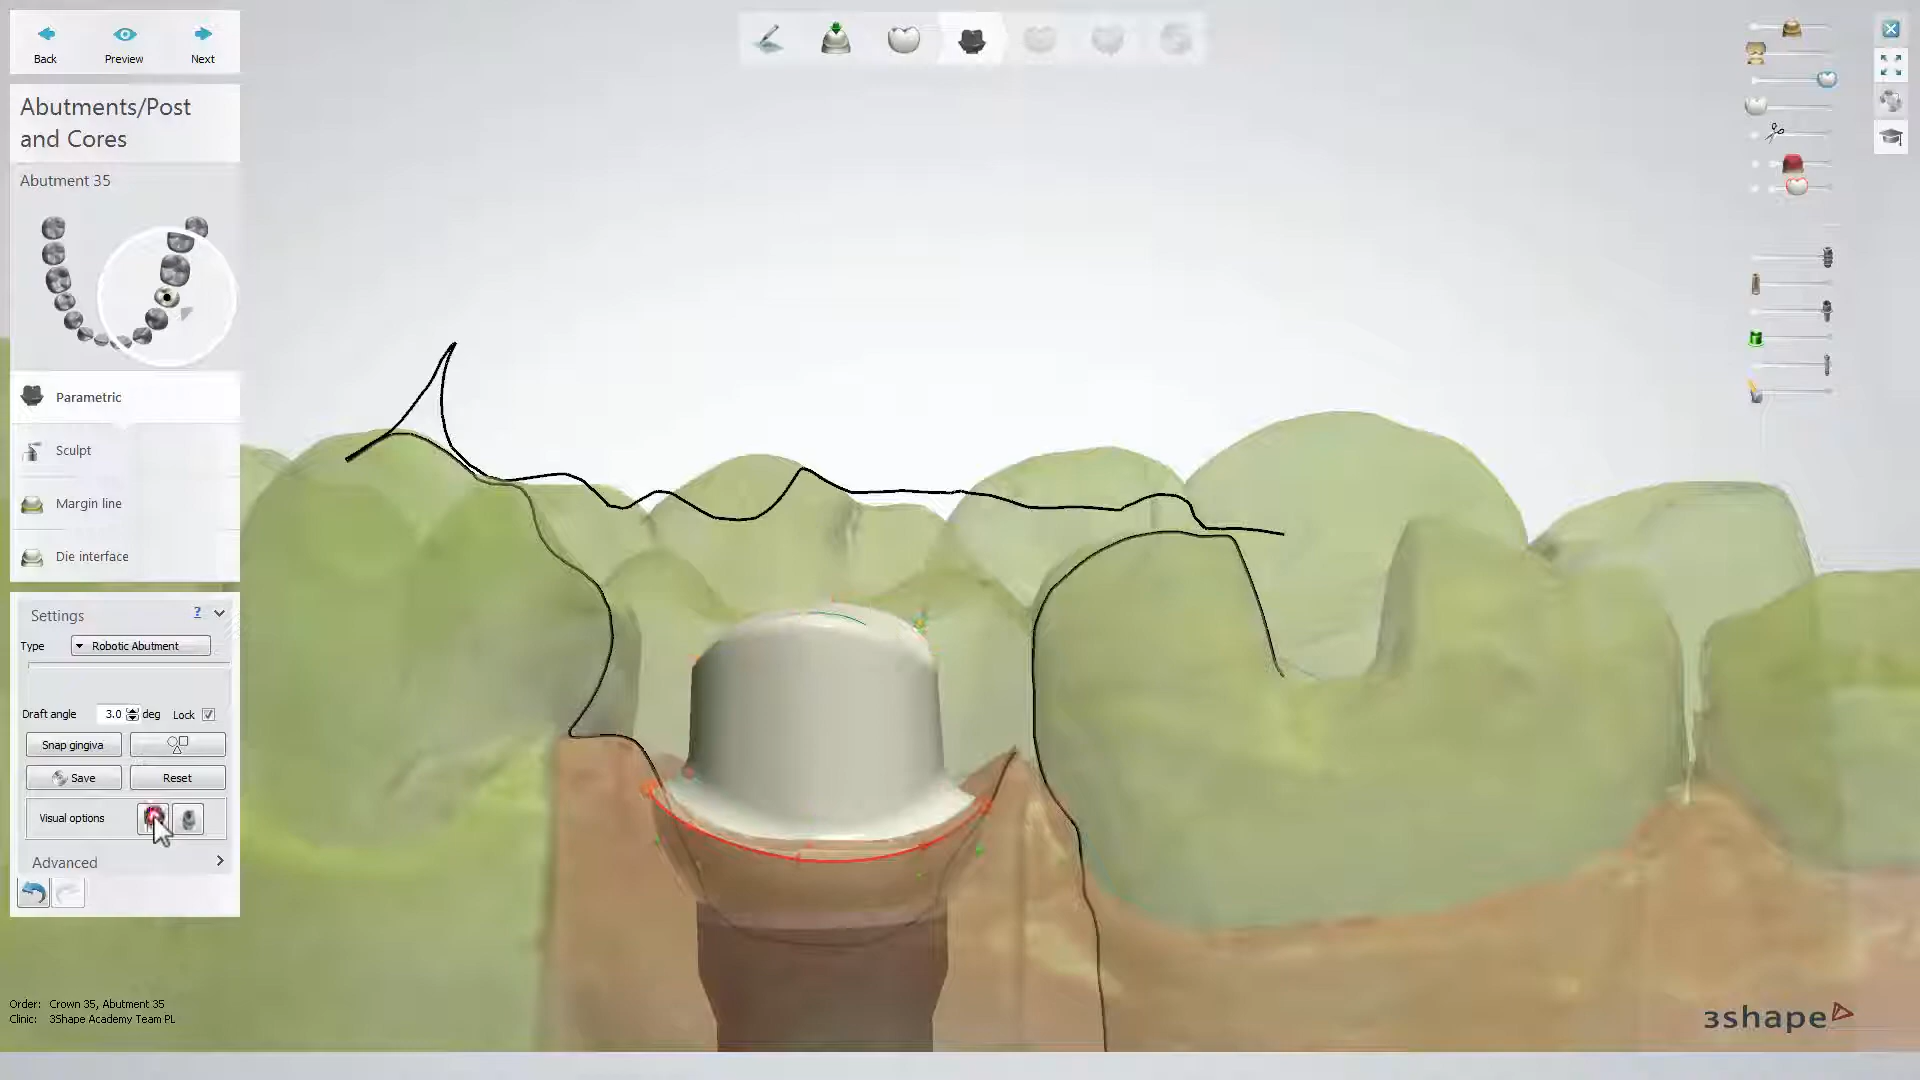 Back
Preview
Next
Abutments/Post
and Cores
Abutment 35
Parametric
Sculpt
Margin line
Die interface
Settings ?
Type Robotic Abutment
Draft angle 3.0 deg Lock
Snap gingiva
Save Reset
Visual options
Advanced
Order: Crown 35, Abutment 35
Clinic: 3Shape Academy Team PL
3shape